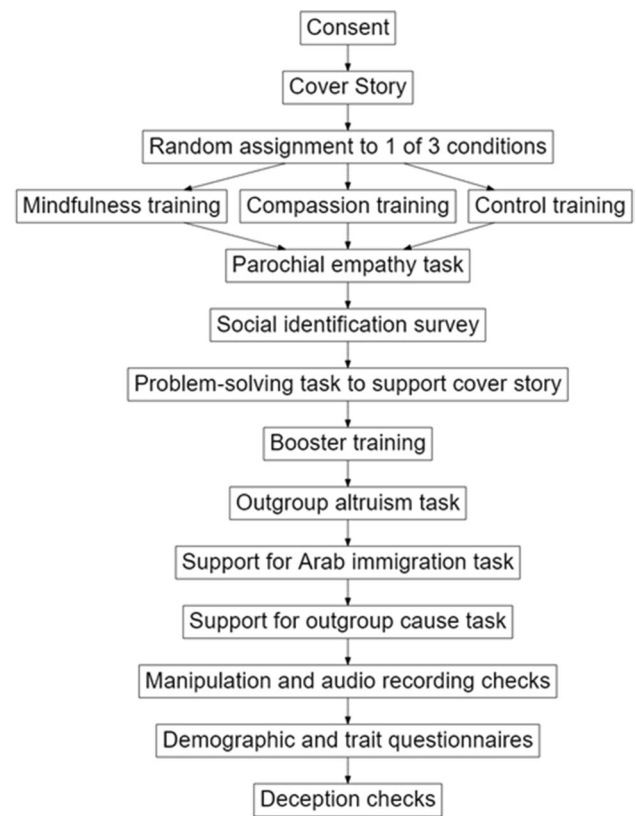 Consent
Cover Story
Random assignment to 1 of 3 conditions
Mindfulness training
Compassion training
Control training
Parochial empathy task
Social identification survey
Problem-solving task to support cover story
Booster training
Outgroup altruism task
Support for Arab immigration task
Support for outgroup cause task
Manipulation and audio recording checks
Demographic and trait questionnaires
Deception checks